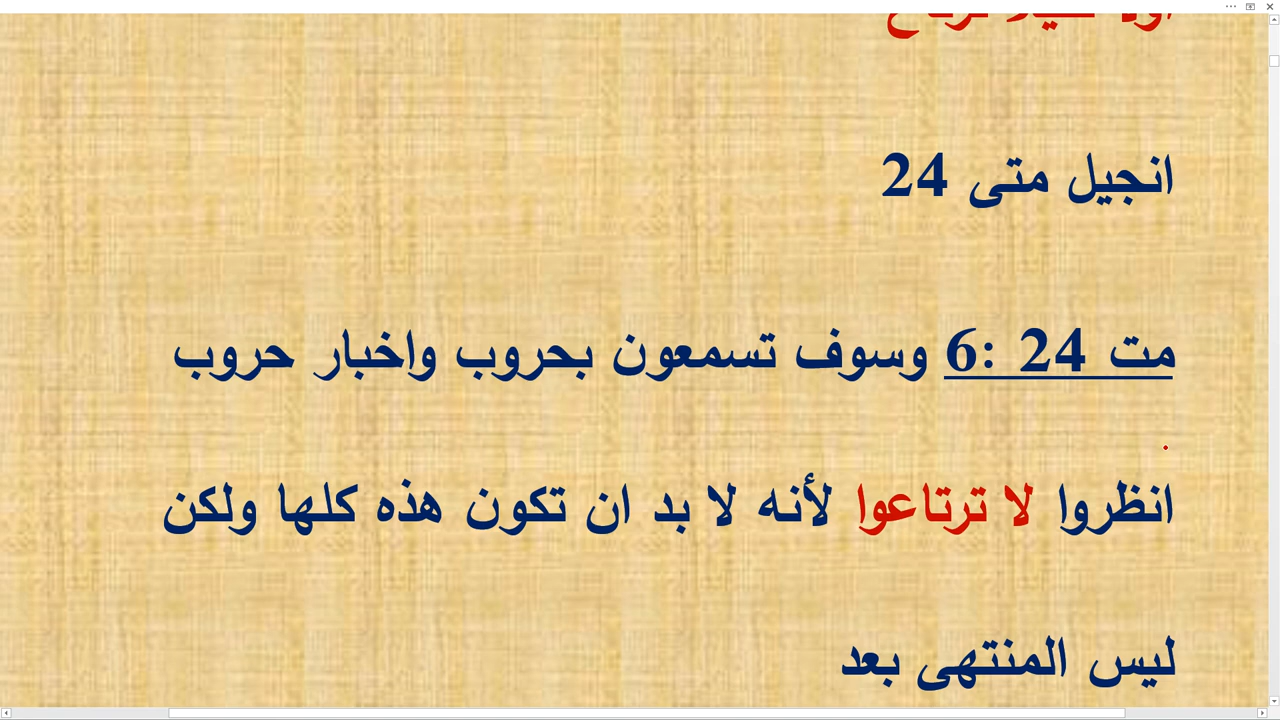 انجيل متى 24
مت 24 :6 وسوف تسمعون بحروب واخبار حروب
.
انظروا لا ترتاعوا لأنه لا بد ان تكون هذه كلها ولكن
ليس المنتهى بعد